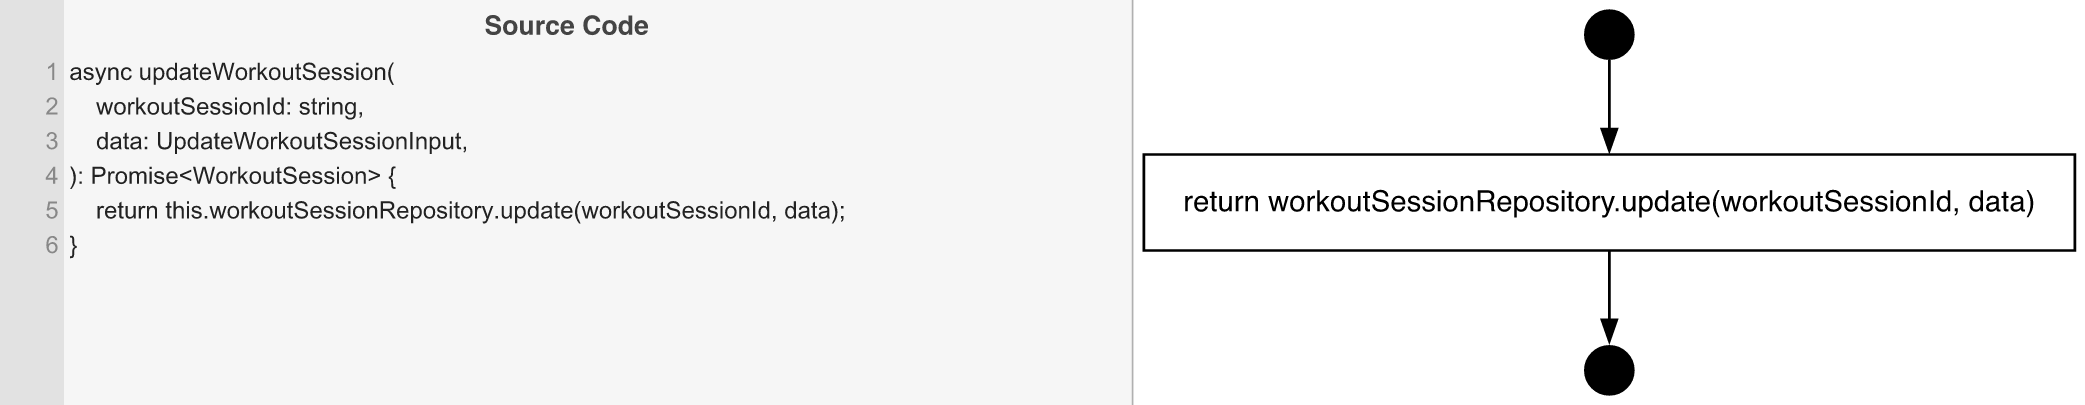 Source Code
1 async updateWorkoutSession(
2 workoutSessionId: string,
3 data: UpdateWorkoutSessionInput,
4 ): Promise<WorkoutSession> {
5 return this.workoutSessionRepository.update(workoutSessionId, data);
6 }
return workoutSessionRepository.update(workoutSessionId, data)